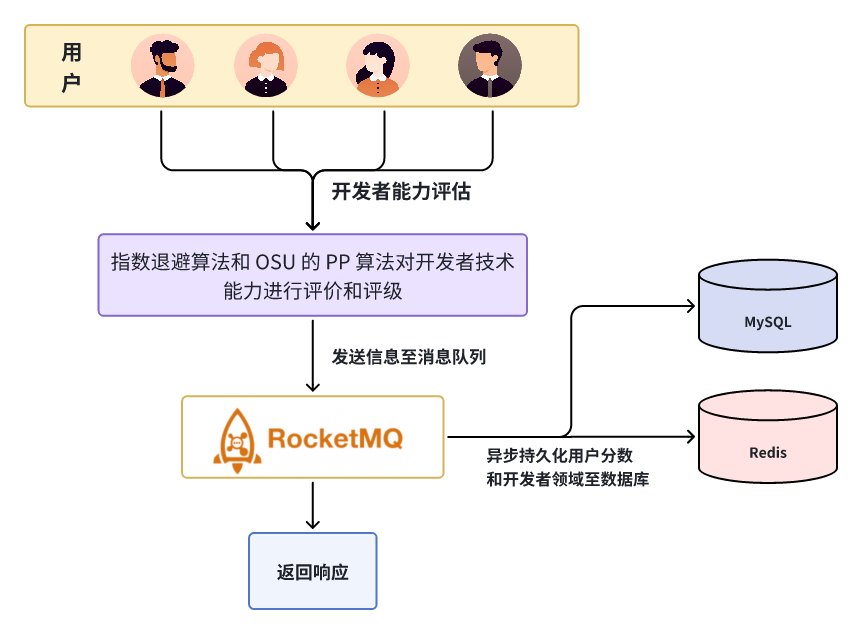 用
户
开发者能力评估
指数退避算法和 OSU 的 PP 算法对开发者技术
能力进行评价和评级
MySQL
发送信息至消息队列
RocketMQ
Redis
异步持久化用户分数
和开发者领域至数据库
返回响应